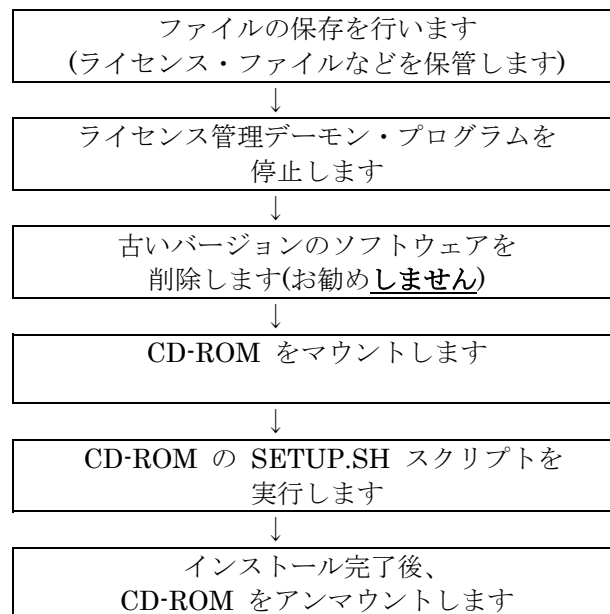 ファイルの保存を行います
(ライセンス・ファイルなどを保管します)
↓
ライセンス管理デーモン・プログラムを
停止します
↓
古いバージョンのソフトウェアを
削除します(お勧めしません)
↓
CD-ROM をマウントします
↓
CD-ROM の SETUP.SH スクリプトを
実行します
↓
インストール完了後、
CD-ROM をアンマウントします